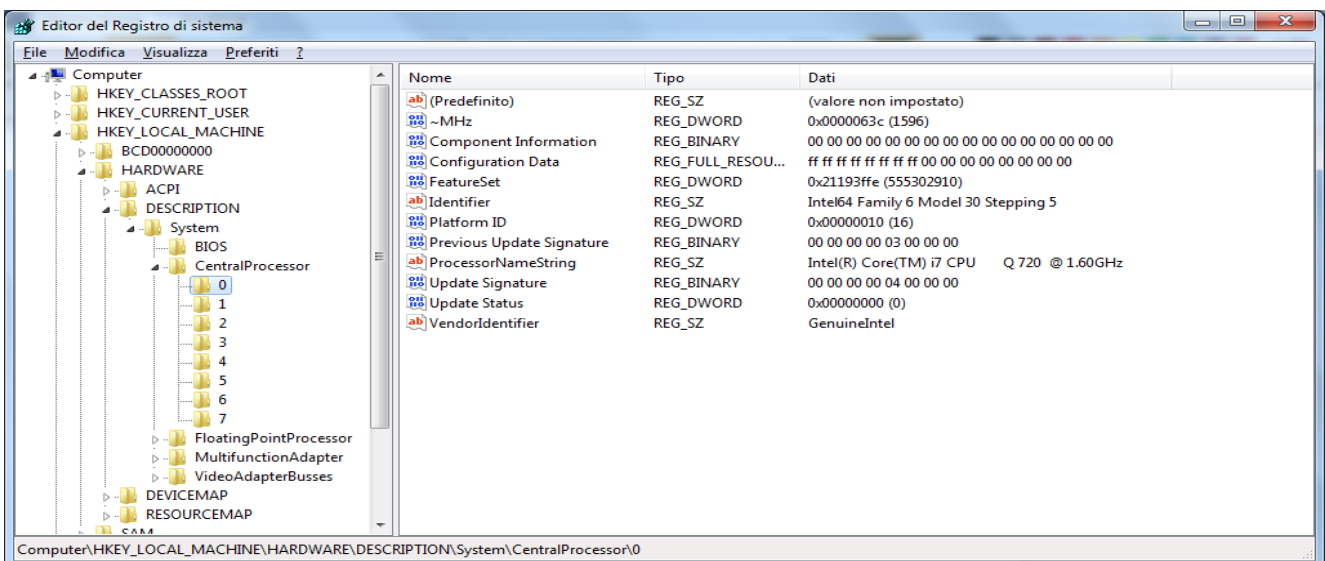 Editor del Registro di sistema
File Modifica Visualizza Preferiti ?
Computer
HKEY_CLASSES_ROOT
HKEY_CURRENT_USER
HKEY_LOCAL_MACHINE
BCD00000000
HARDWARE
ACPI
DESCRIPTION
System
BIOS
CentralProcessor
0
1
2
3
4
5
6
7
FloatingPointProcessor
MultifunctionAdapter
VideoAdapterBusses
DEVICEMAP
RESOURCEMAP
SAM
Nome Tipo Dati
(Predefinito) REG_SZ (valore non impostato)
~MHz REG_DWORD 0x0000063c (1596)
Component Information REG_BINARY 00 00 00 00 00 00 00 00 00 00 00 00 00 00 00 00
Configuration Data REG_FULL_RESOU... ff ff ff ff ff ff ff ff 00 00 00 00 00 00 00 00
FeatureSet REG_DWORD 0x21193ffe (555302910)
Identifier REG_SZ Intel64 Family 6 Model 30 Stepping 5
Platform ID REG_DWORD 0x00000010 (16)
Previous Update Signature REG_BINARY 00 00 00 00 03 00 00 00
ProcessorNameString REG_SZ Intel(R) Core(TM) i7 CPU Q 720 @ 1.60GHz
Update Signature REG_BINARY 00 00 00 00 04 00 00 00
Update Status REG_DWORD 0x00000000 (0)
VendorIdentifier REG_SZ GenuineIntel
Computer\HKEY_LOCAL_MACHINE\HARDWARE\DESCRIPTION\System\CentralProcessor\0